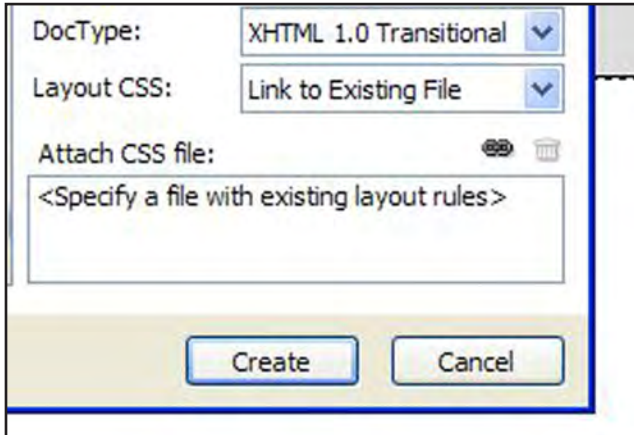 DocType: XHTML 1.0 Transitional
Layout CSS: Link to Existing File
Attach CSS file:
<Specify a file with existing layout rules>
Create Cancel